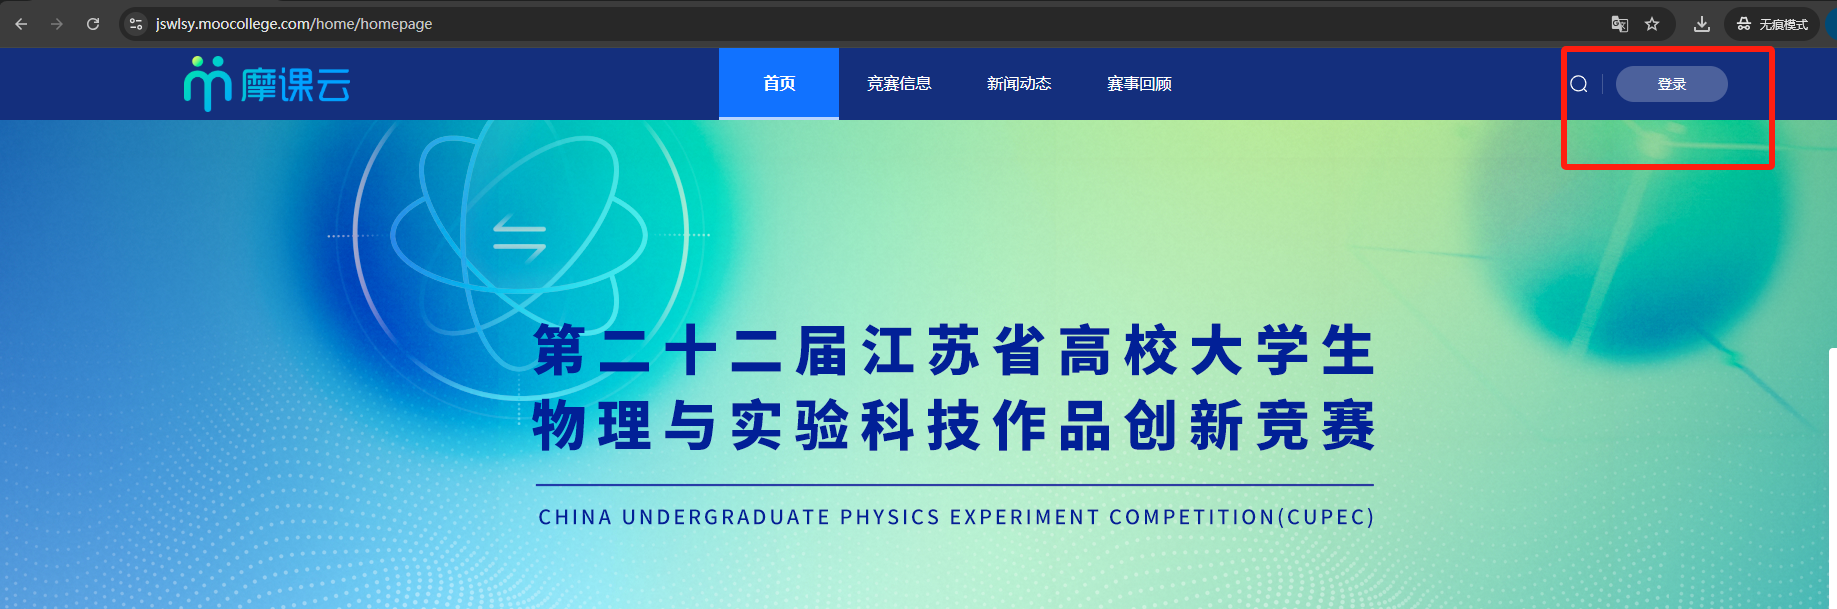 jswlsy.moocollege.com/home/homepage
无痕模式
摩课云
首页
竞赛信息
新闻动态
赛事回顾
登录
第二十二届江苏省高校大学生
物理与实验科技作品创新竞赛
CHINA UNDERGRADUATE PHYSICS EXPERIMENT COMPETITION(CUPEC)